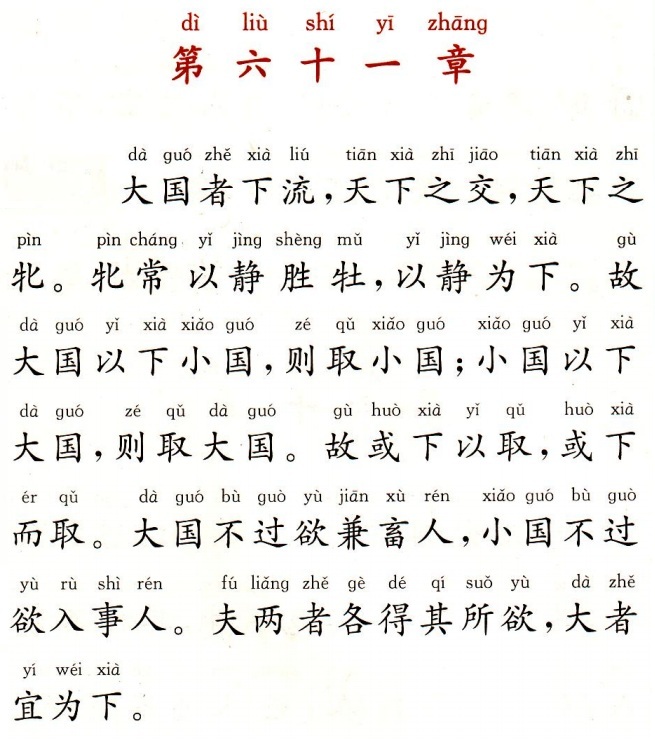 dì liù shí yī zhāng
第六十一章
dà guó zhě xià liú tiān xià zhī jiāo tiān xià zhī
大国者下流，天下之交，天下之
pìn pìn cháng yǐ jìng shèng mǔ yǐ jìng wéi xià gù
牝。牝常以静胜牡，以静为下。故
dà guó yǐ xià xiǎo guó zé qǔ xiǎo guó xiǎo guó yǐ xià
大国以下小国，则取小国；小国以下
dà guó zé qǔ dà guó gù huò xià yǐ qǔ huò xià
大国，则取大国。故或下以取，或下
ér qǔ dà guó bù guò yù jiān xù rén xiǎo guó bù guò
而取。大国不过欲兼畜人，小国不过
yù rù shì rén fú liǎng zhě gè dé qí suǒ yù dà zhě
欲入事人。夫两者各得其所欲，大者
yí wéi xià
宜为下。